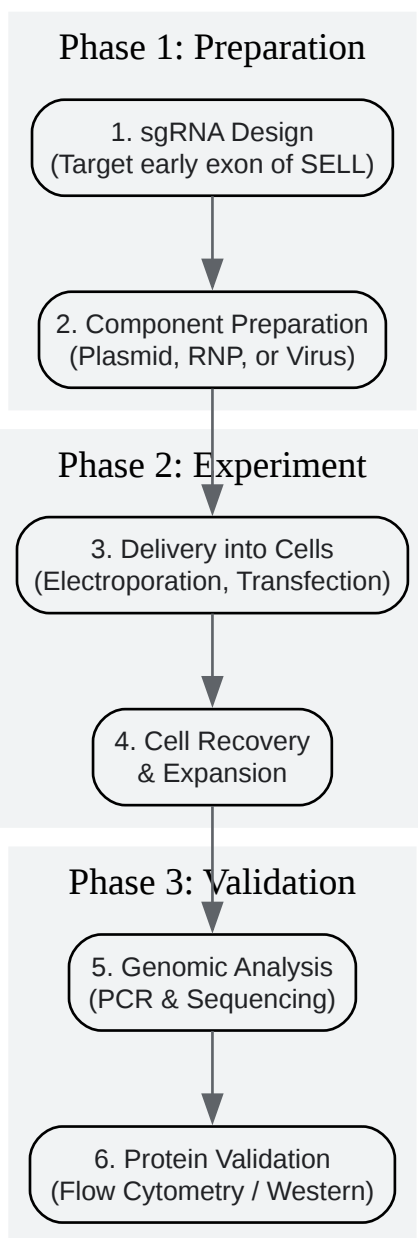 Phase 1: Preparation
1. sgRNA Design
(Target early exon of SELL)
2. Component Preparation
(Plasmid, RNP, or Virus)
Phase 2: Experiment
3. Delivery into Cells
(Electroporation, Transfection)
4. Cell Recovery
& Expansion
Phase 3: Validation
5. Genomic Analysis
(PCR & Sequencing)
6. Protein Validation
(Flow Cytometry / Western)